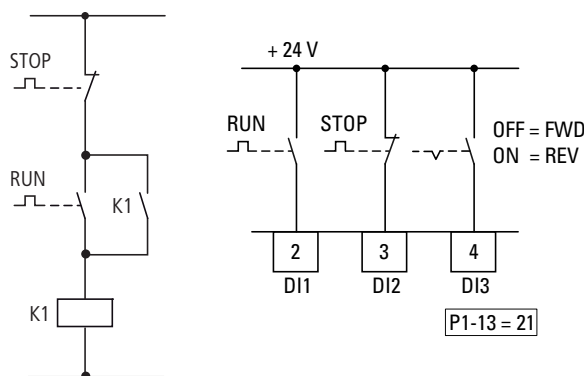 STOP
RUN
K1
K1
+ 24 V
RUN
STOP
OFF = FWD
ON = REV
2
3
4
DI1
DI2
DI3
P1-13 = 21